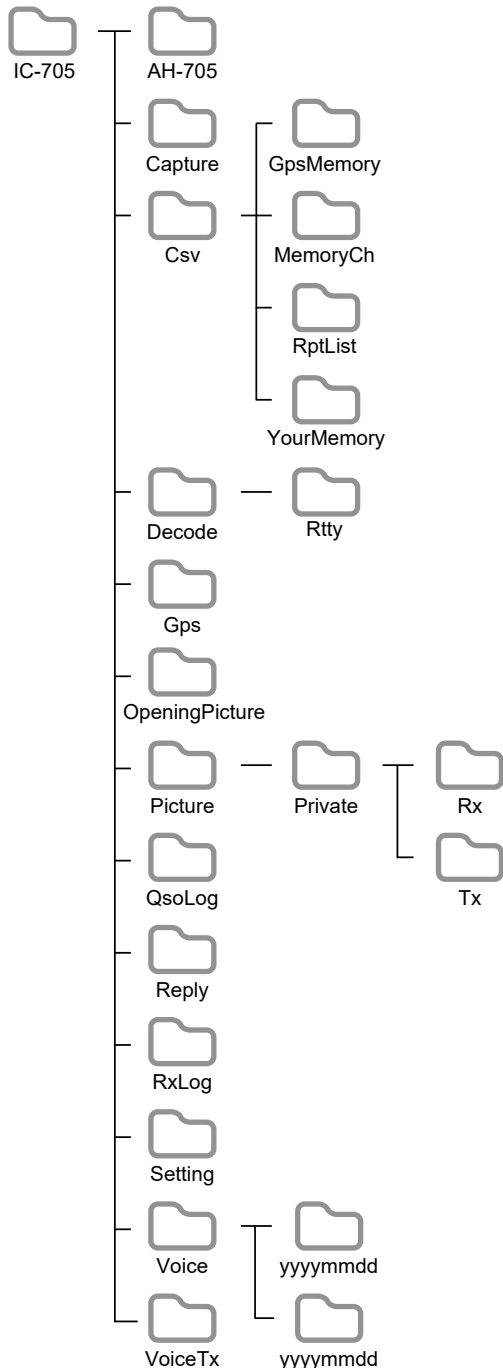 IC-705 AH-705
Capture GpsMemory
Csv MemoryCh
RptList
YourMemory
Decode Rtty
Gps
OpeningPicture
Picture Private Rx
QsoLog Tx
Reply
RxLog
Setting
Voice yyyymmdd
VoiceTx yyyymmdd